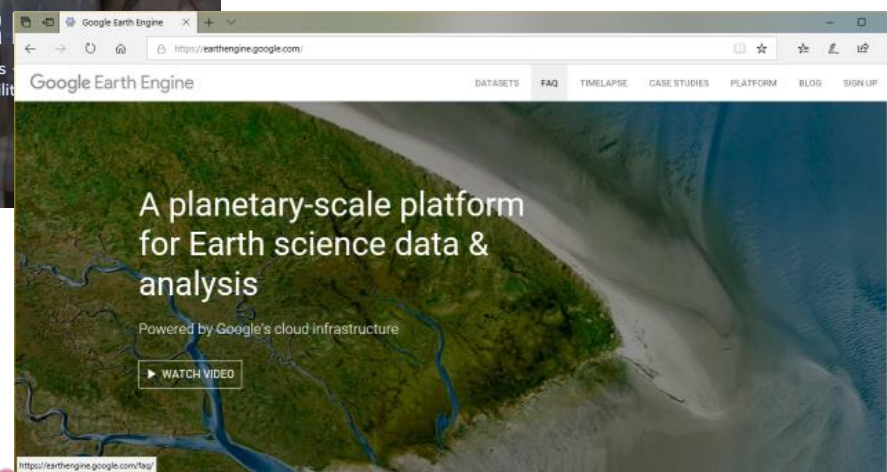 Google Earth Engine
https://earthengine.google.com/
Google Earth Engine
DATASETS FAQ TIMELAPSE CASE STUDIES PLATFORM BLOG SIGN UP
A planetary-scale platform
for Earth science data &
analysis
Powered by Google's cloud infrastructure
WATCH VIDEO
https://earthengine.google.com/faq/